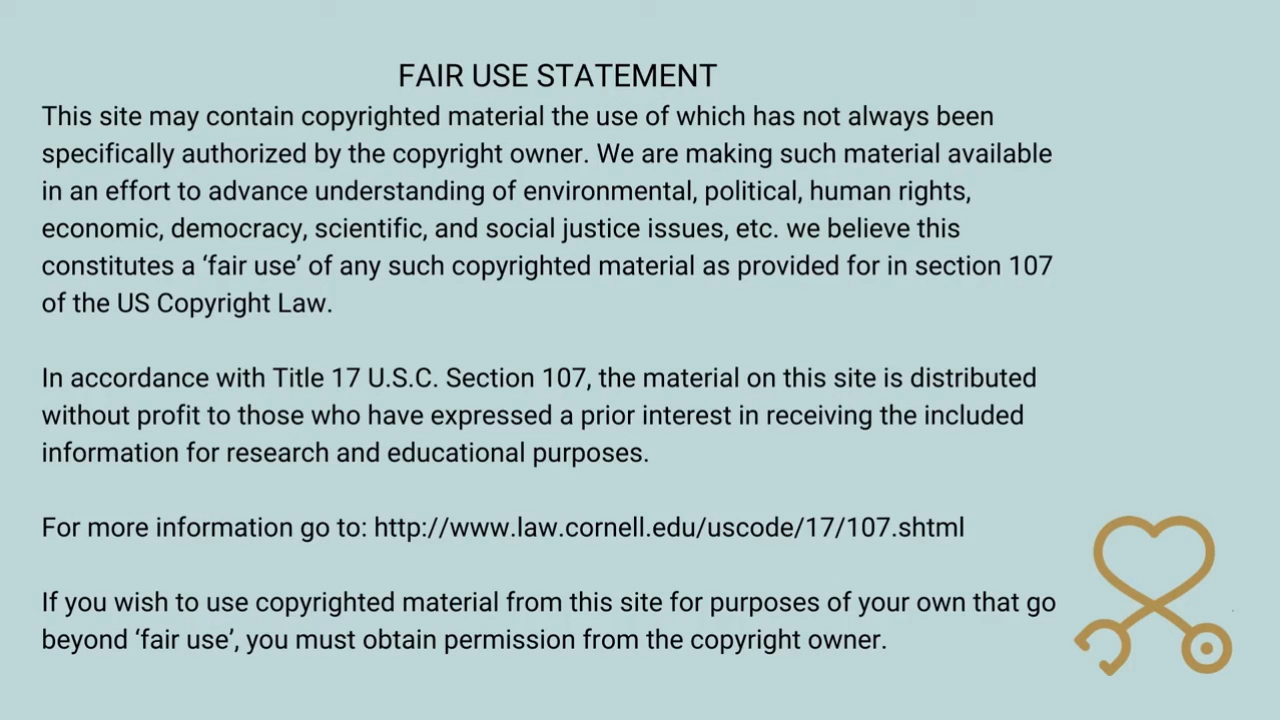 FAIR USE STATEMENT
This site may contain copyrighted material the use of which has not always been
specifically authorized by the copyright owner. We are making such material available
in an effort to advance understanding of environmental, political, human rights,
economic, democracy, scientific, and social justice issues, etc. we believe this
constitutes a ‘fair use’ of any such copyrighted material as provided for in section 107
of the US Copyright Law.
In accordance with Title 17 U.S.C. Section 107, the material on this site is distributed
without profit to those who have expressed a prior interest in receiving the included
information for research and educational purposes.
For more information go to: http://www.law.cornell.edu/uscode/17/107.shtml
If you wish to use copyrighted material from this site for purposes of your own that go
beyond ‘fair use’, you must obtain permission from the copyright owner.